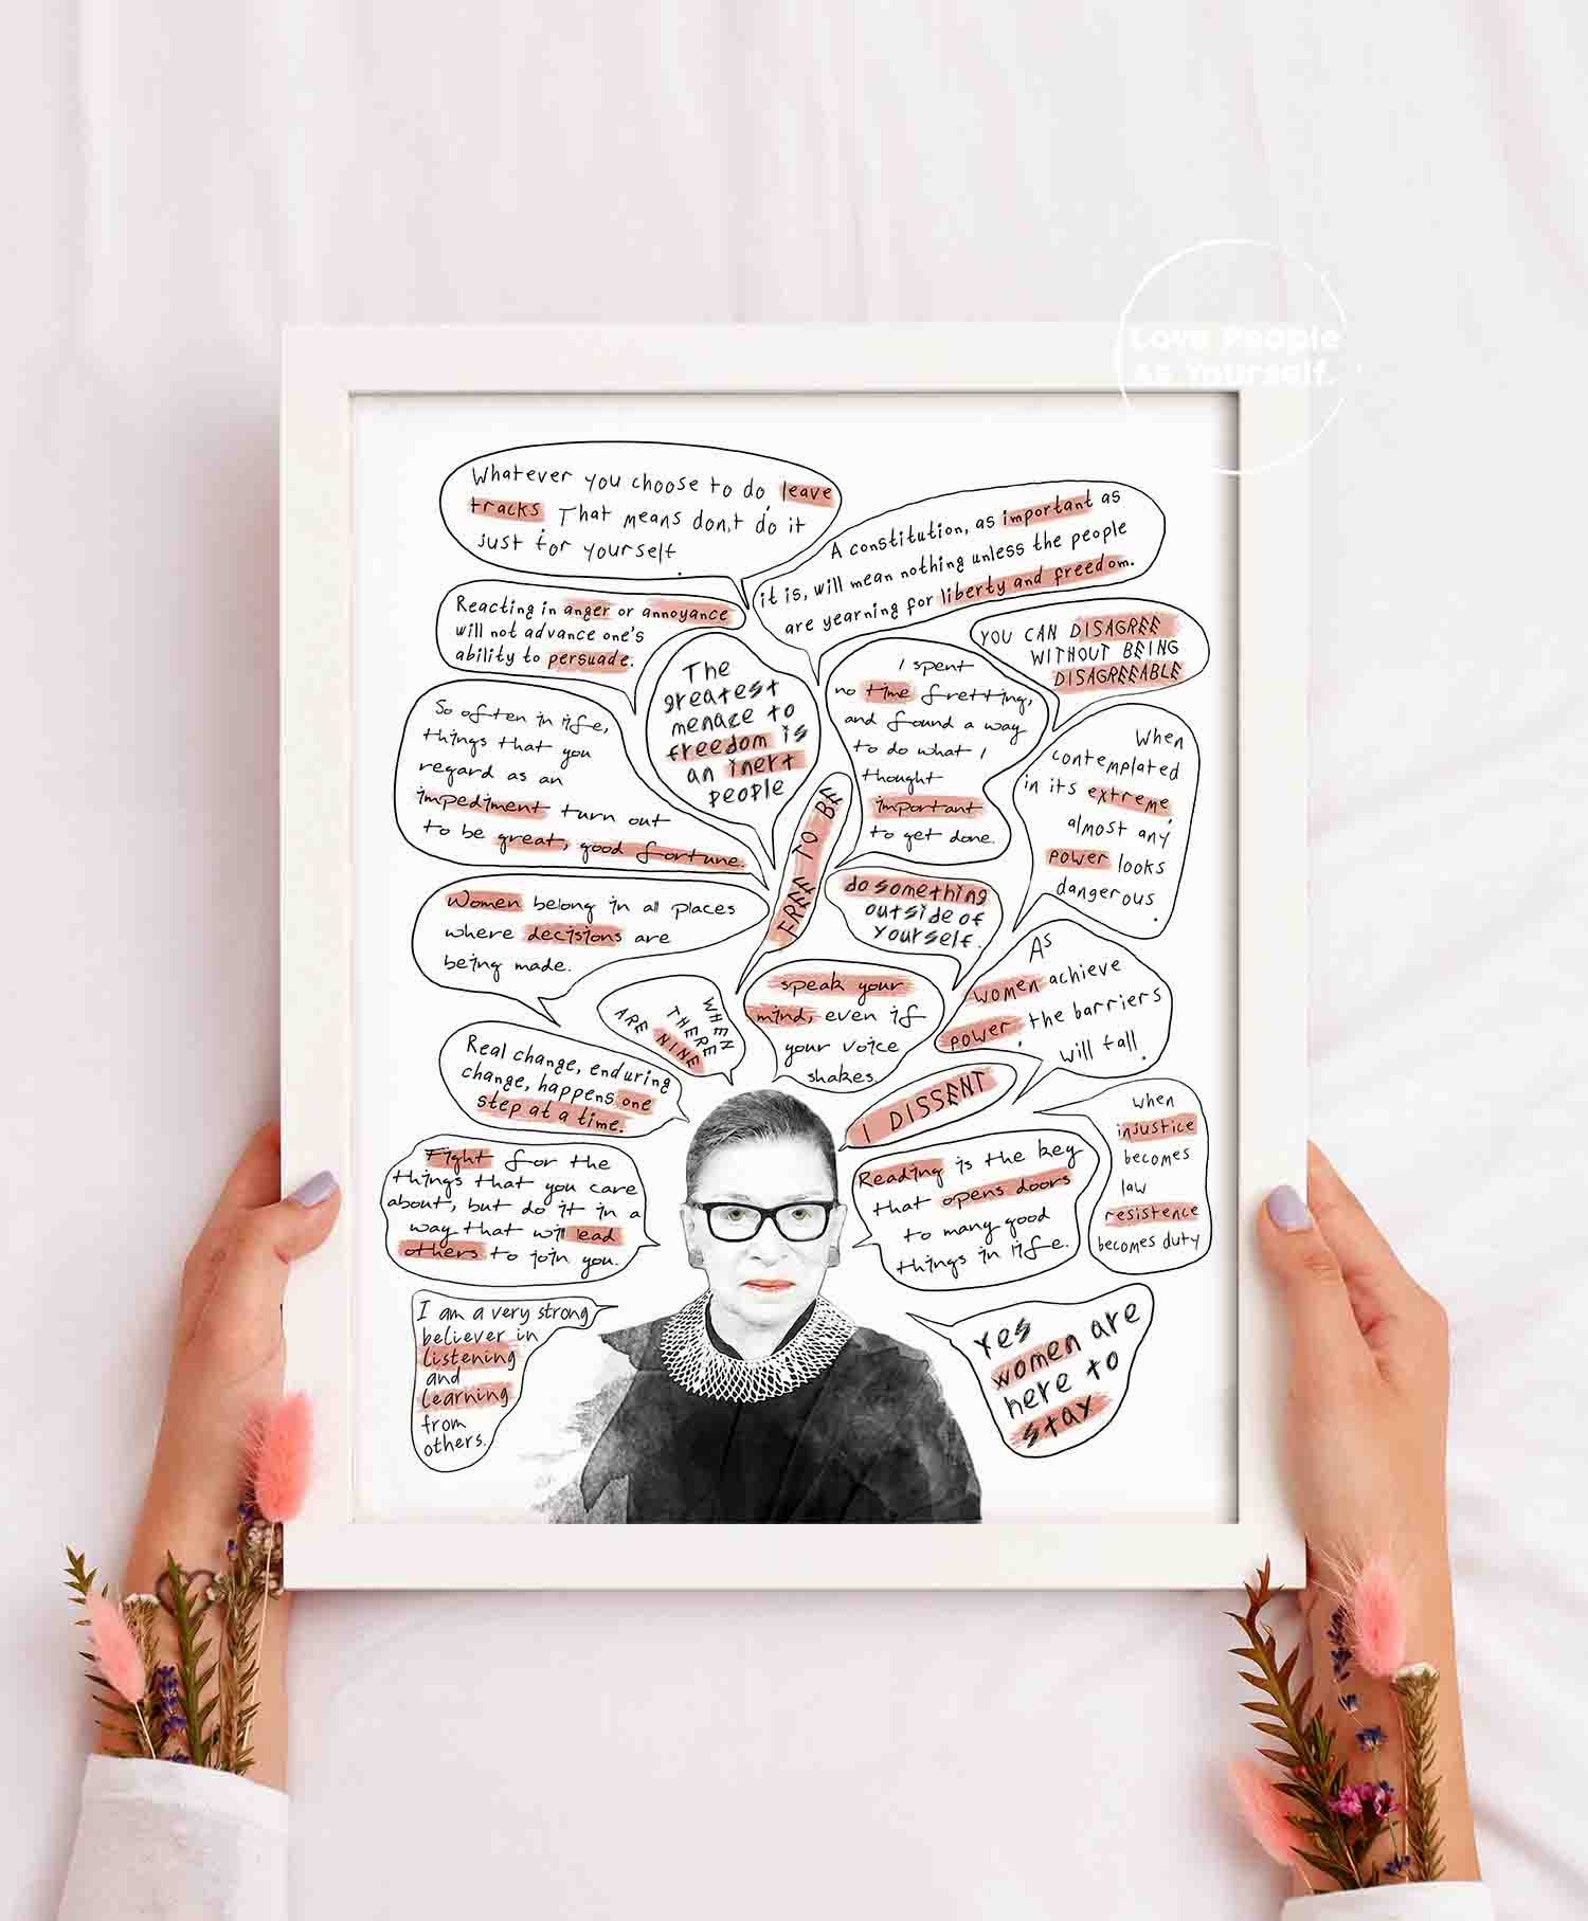 Love People
as Yourself.
Whatever you choose to do leave
tracks. That means don,t do it
just for yourself.
A constitution, as important as
it is, will mean nothing unless the people
are yearning for liberty and freedom.
Reacting in anger or annoyance
will not advance one's
ability to persuade.
YOU CAN DISAGREE
WITHOUT BEING
DISAGREEABLE
The
greatest
menace to
freedom is
an inert
people
I spent
no time fretting,
and found a way
to do what I
thought
important
to get done.
So often in life,
things that you
regard as an
impediment turn out
to be great, good fortune.
When
contemplated
in its extreme,
almost any
power looks
dangerous.
FREE TO BE
Women belong in all places
where decisions are
being made.
do something
outside of
yourself.
As
women achieve
power, the barriers
will fall.
WHEN
THERE
ARE NINE
speak your
mind, even if
your voice
shakes.
Real change, enduring
change, happens one
step at a time.
I DISSENT
when
injustice
becomes
law
resistence
becomes duty
Fight for the
things that you care
about, but do it in a
way that will lead
others to join you.
Reading is the key
that opens doors
to many good
things in life.
I am a very strong
believer in
listening
and
learning
from
others.
Yes
women are
here to
stay